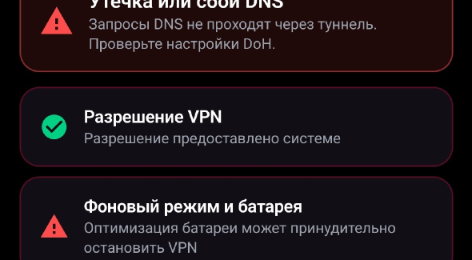 Утечка или сбой DNS
Запросы DNS не проходят через туннель.
Проверьте настройки DoH.
Разрешение VPN
Разрешение предоставлено системе
Фоновый режим и батарея
Оптимизация батареи может принудительно
остановить VPN